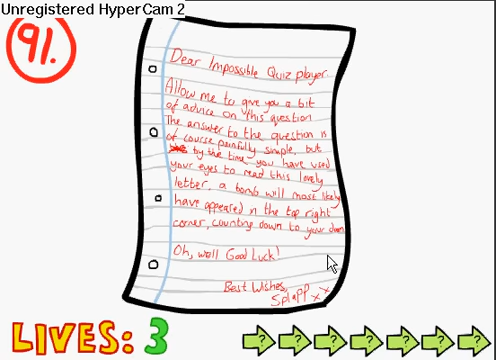 Unregistered HyperCam 2
91.
Dear Impossible Quiz player
Allow me to give you a bit
of advice on this question
The answer to the question is
of course painfully simple, but
by the time you have used
your eyes to read this lovely
letter, a bomb will most likely
have appeared in the top right
corner, counting down to your doom
Oh, well Good Luck!
Best Wishes,
Splapp x x
LIVES: 3
? ? ? ? ? ? ?